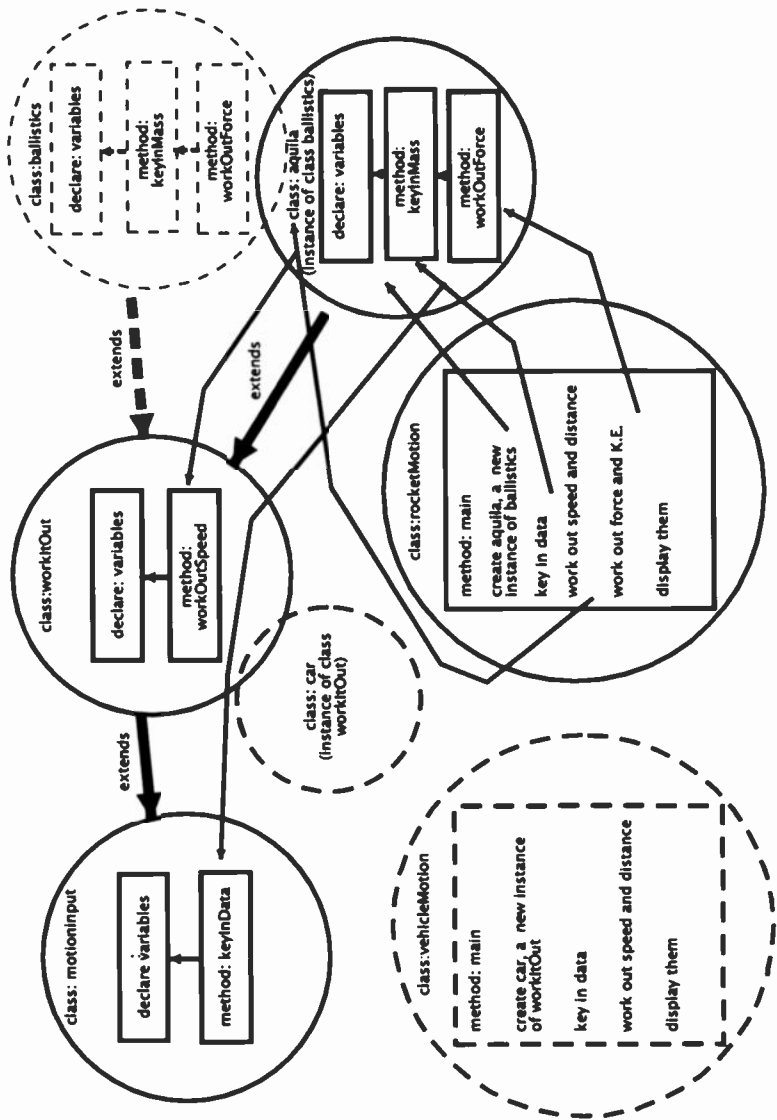 class: motionInput
declare variables
method: keyInData
extends
class:workItOut
declare: variables
method:
workOutSpeed
extends
class:ballistics
declare: variables
method:
keyInMass
method:
workOutForce
extends
class: aquila
(instance of class ballistics)
declare: variables
method:
keyInMass
method:
workOutForce
class: car
(instance of class
workItOut)
class:vehicleMotion
method: main
create car, a new instance
of workItOut
key in data
work out speed and distance
display them
class:rocketMotion
method: main
create aquila, a new
instance of ballistics
key in data
work out speed and distance
work out force and K.E.
display them